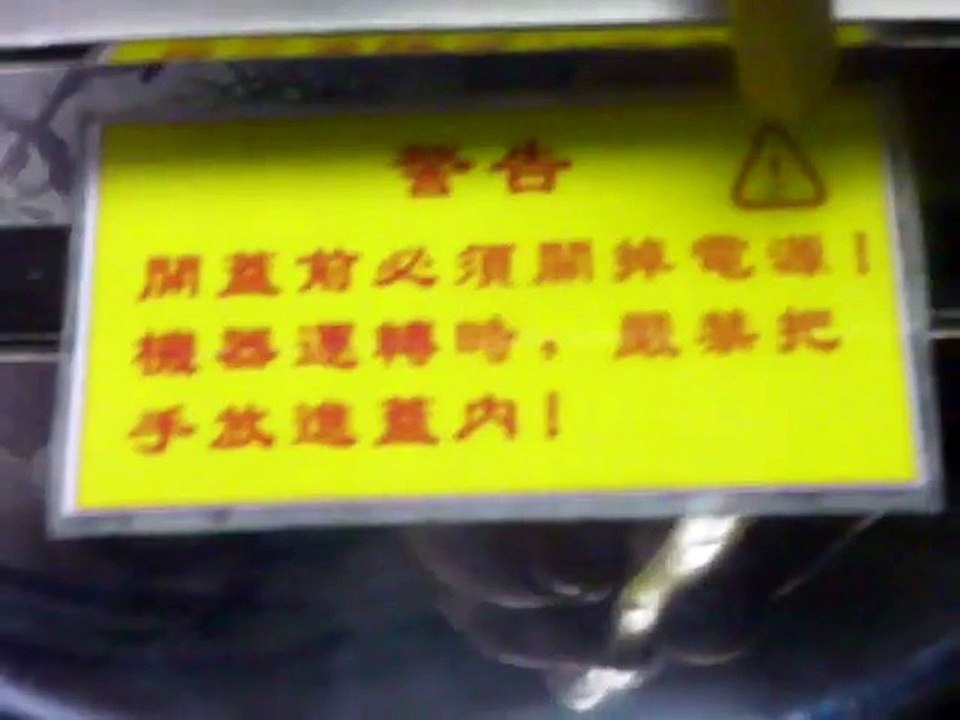 警告
開蓋前必須關掉電源!
機器運轉時，嚴禁把
手放進蓋内!